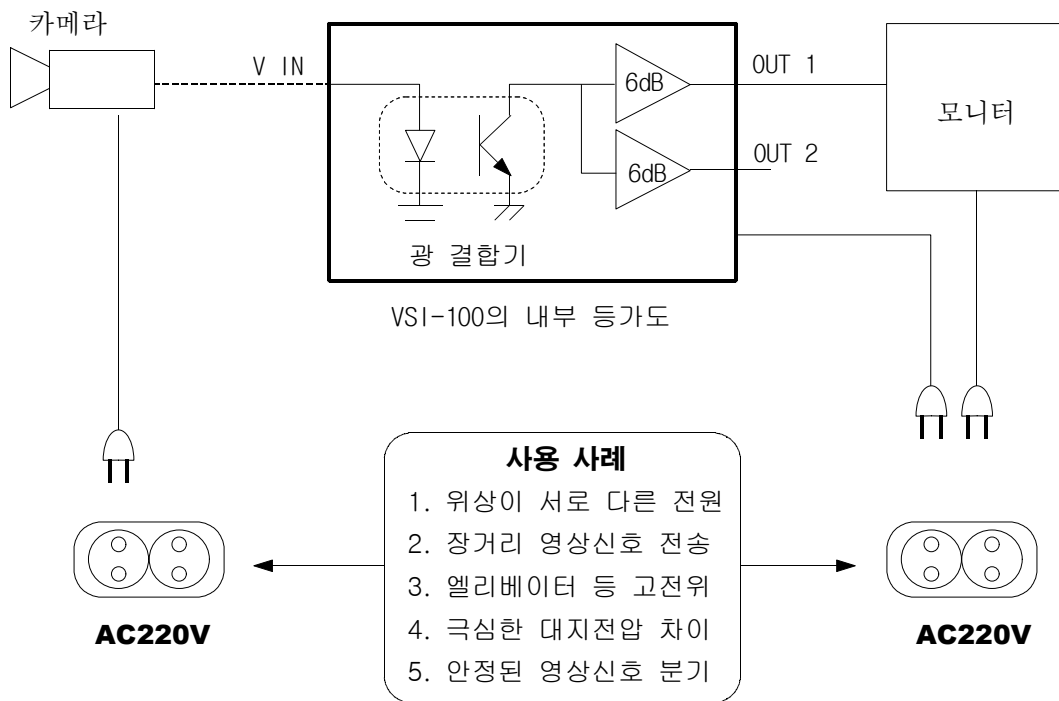 카메라
V IN
6dB
OUT 1
모니터
6dB
OUT 2
광 결합기
VSI-100의 내부 등가도
사용 사례
1. 위상이 서로 다른 전원
2. 장거리 영상신호 전송
3. 엘리베이터 등 고전위
4. 극심한 대지전압 차이
5. 안정된 영상신호 분기
AC220V
AC220V